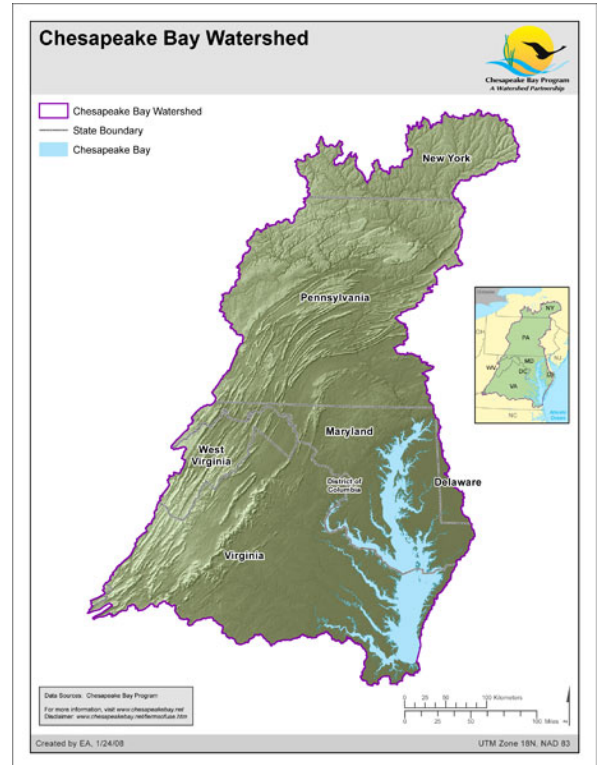 Chesapeake Bay Watershed
Chesapeake Bay Program
A Watershed Partnership
Chesapeake Bay Watershed
State Boundary
Chesapeake Bay
New York
Pennsylvania
NY
PA
OH
NJ
MD
WV
DC
DE
VA
Atlantic
Ocean
NC
Maryland
West
Virginia
District of
Columbia
Delaware
Virginia
Data Sources: Chesapeake Bay Program
For more information, visit www.chesapeakebay.net
Disclaimer: www.chesapeakebay.net/termsofuse.htm
0 25 50 100 Kilometers
0 25 50 100 Miles
Created by EA, 1/24/08
UTM Zone 18N, NAD 83